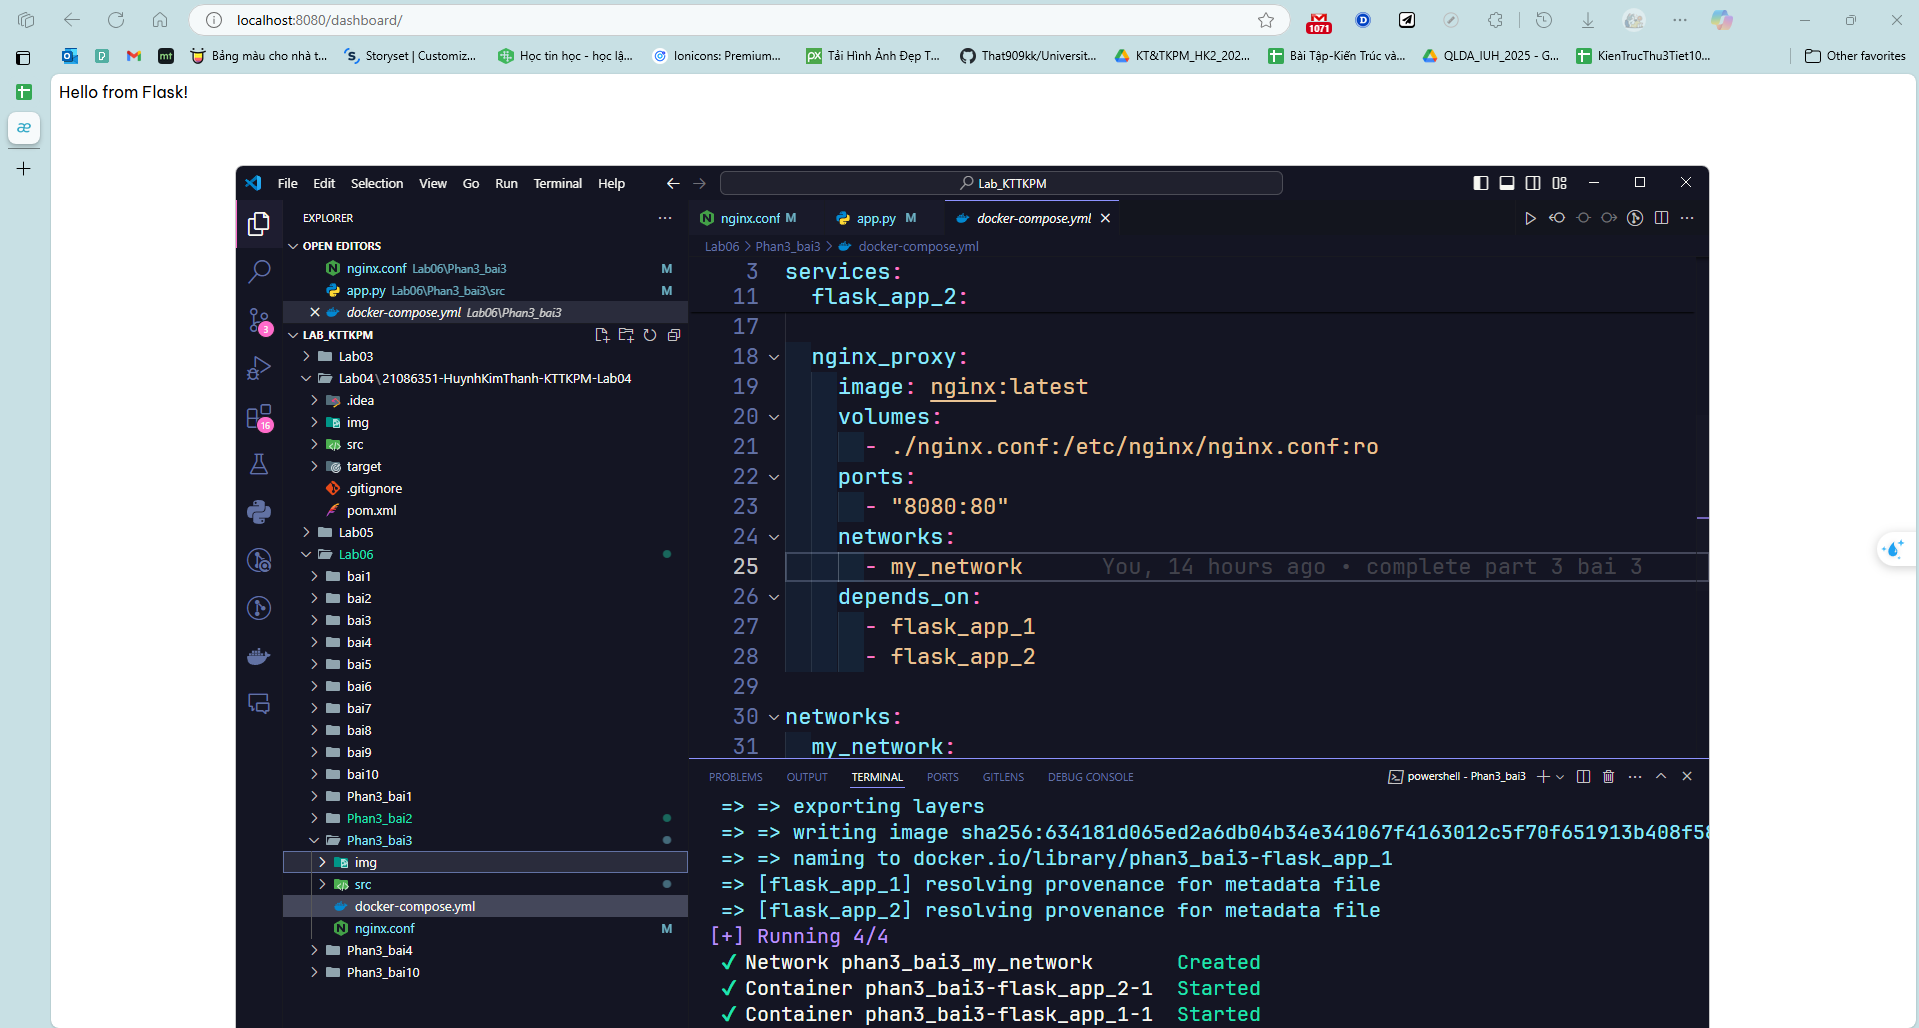 localhost:8080/dashboard/
1071
Bảng màu cho nhà t...
Storyset | Customiz...
Học tin học - học lậ...
Ionicons: Premium...
Tải Hình Ảnh Đẹp T...
That909kk/Universit...
KT&TKPM_HK2_202...
Bài Tập-Kiến Trúc và...
QLDA_IUH_2025 - G...
KienTrucThu3Tiet10...
Other favorites
Hello from Flask!
File Edit Selection View Go Run Terminal Help
Lab_KTTKPM
EXPLORER
OPEN EDITORS
nginx.conf Lab06\Phan3_bai3 M
app.py Lab06\Phan3_bai3\src M
docker-compose.yml Lab06\Phan3_bai3
LAB_KTTKPM
Lab03
Lab04\21086351-HuynhKimThanh-KTTKPM-Lab04
.idea
img
src
target
.gitignore
pom.xml
Lab05
Lab06
bai1
bai2
bai3
bai4
bai5
bai6
bai7
bai8
bai9
bai10
Phan3_bai1
Phan3_bai2
Phan3_bai3
img
src
docker-compose.yml
nginx.conf M
Phan3_bai4
Phan3_bai10
3
16
nginx.conf M app.py M docker-compose.yml
Lab06 > Phan3_bai3 > docker-compose.yml
3 services:
11 flask_app_2:
17
18 nginx_proxy:
19 image: nginx:latest
20 volumes:
21 - ./nginx.conf:/etc/nginx/nginx.conf:ro
22 ports:
23 - "8080:80"
24 networks:
25 - my_network You, 14 hours ago • complete part 3 bai 3
26 depends_on:
27 - flask_app_1
28 - flask_app_2
29
30 networks:
31 my_network:
PROBLEMS OUTPUT TERMINAL PORTS GITLENS DEBUG CONSOLE
powershell - Phan3_bai3
=> => exporting layers
=> => writing image sha256:634181d065ed2a6db04b34e341067f4163012c5f70f651913b408f58
=> => naming to docker.io/library/phan3_bai3-flask_app_1
=> [flask_app_1] resolving provenance for metadata file
=> [flask_app_2] resolving provenance for metadata file
[+] Running 4/4
✓ Network phan3_bai3_my_network Created
✓ Container phan3_bai3-flask_app_2-1 Started
✓ Container phan3_bai3-flask_app_1-1 Started